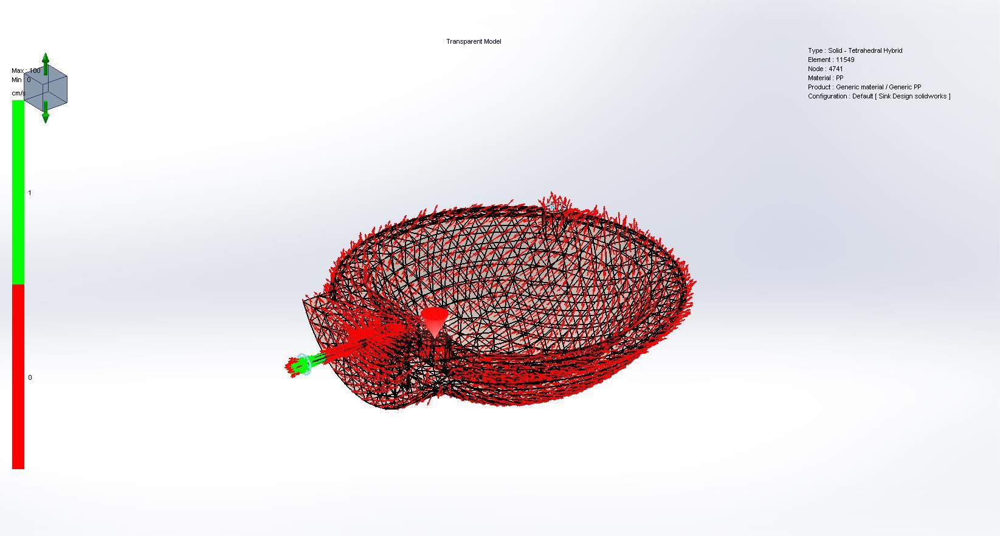 Transparent Model
Type : Solid - Tetrahedral Hybrid
Element : 11549
Node : 4741
Material : PP
Product : Generic material / Generic PP
Configuration : Default [ Sink Design solidworks ]
Max : 100
Min : 0
cm/s
1
0